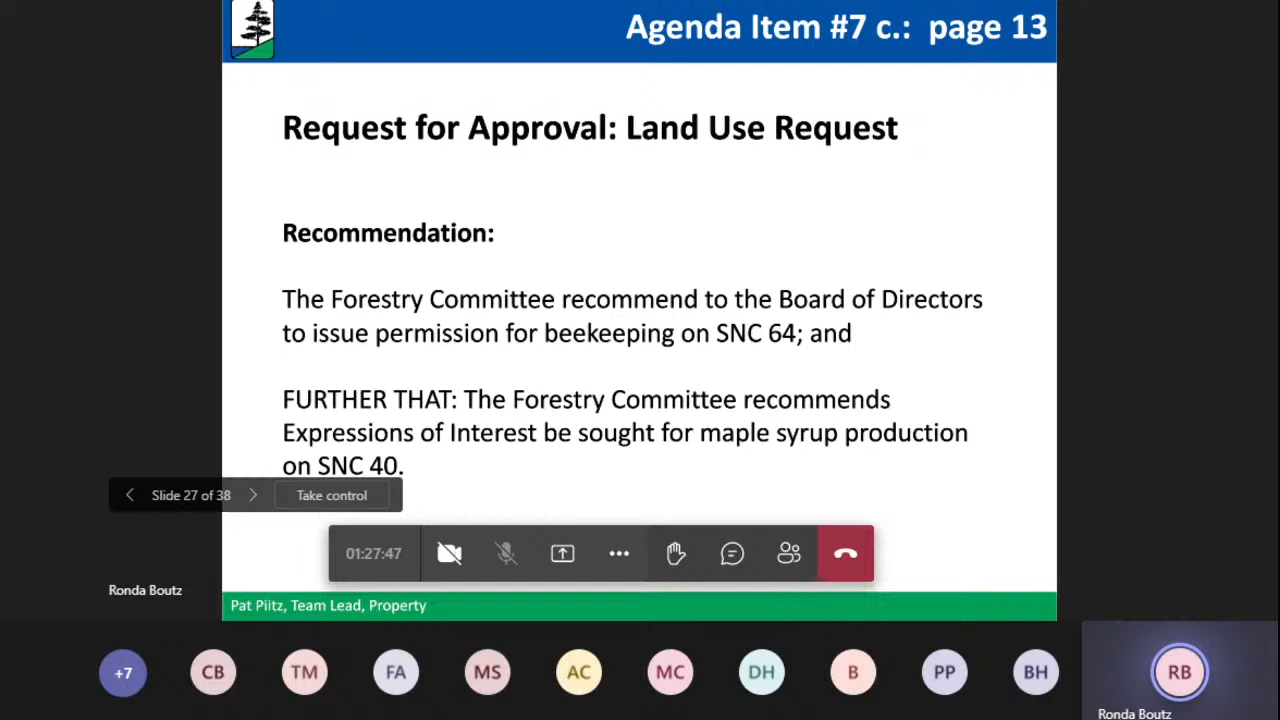 Agenda Item #7 c.: page 13
Request for Approval: Land Use Request
Recommendation:
The Forestry Committee recommend to the Board of Directors
to issue permission for beekeeping on SNC 64; and
FURTHER THAT: The Forestry Committee recommends
Expressions of Interest be sought for maple syrup production
on SNC 40.
Slide 27 of 38
Take control
01:27:47
Ronda Boutz
Pat Piitz, Team Lead, Property
+7
CB
TM
FA
MS
AC
MC
DH
B
PP
BH
RB
Ronda Boutz